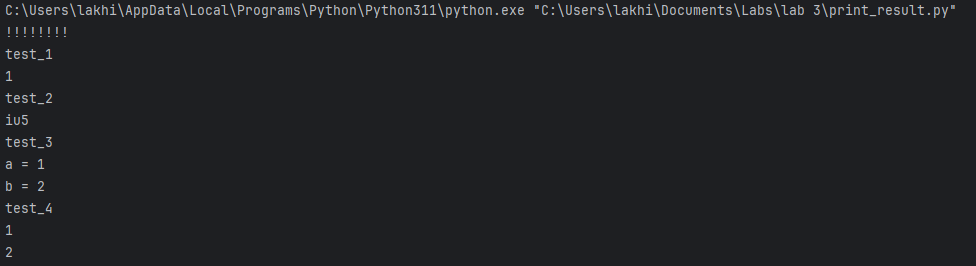 C:\Users\lakhi\AppData\Local\Programs\Python\Python311\python.exe "C:\Users\lakhi\Documents\Labs\lab 3\print_result.py"
!!!!!!!!
test_1
1
test_2
iu5
test_3
a = 1
b = 2
test_4
1
2